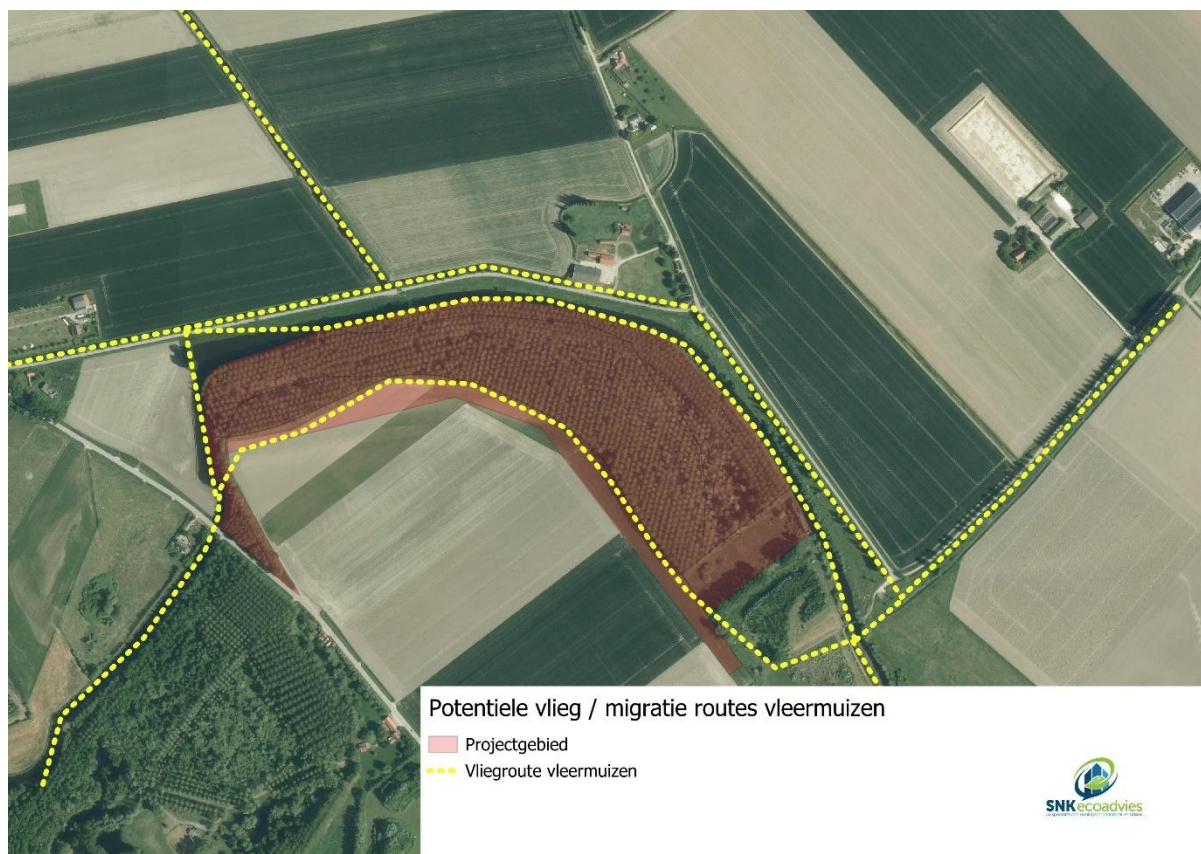 Potentiele vlieg / migratie routes vleermuizen
Projectgebied
Vliegroute vleermuizen
SNKecoadvies